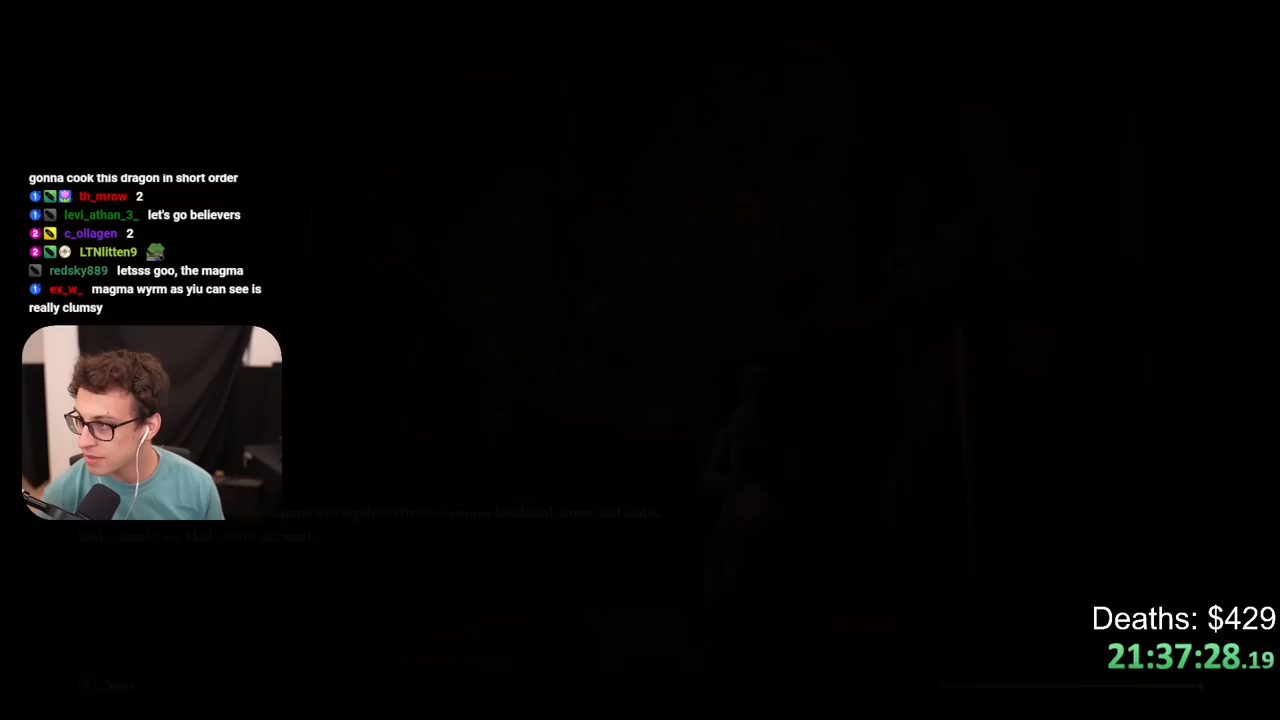 gonna cook this dragon in short order
th_mrow 2
levi_athan_3_ let's go believers
c_ollagen 2
LTNlitten9
redsky889 letsss goo, the magma
ex_w_ magma wyrm as yiu can see is
really clumsy
Deaths: $429
21:37:28.19